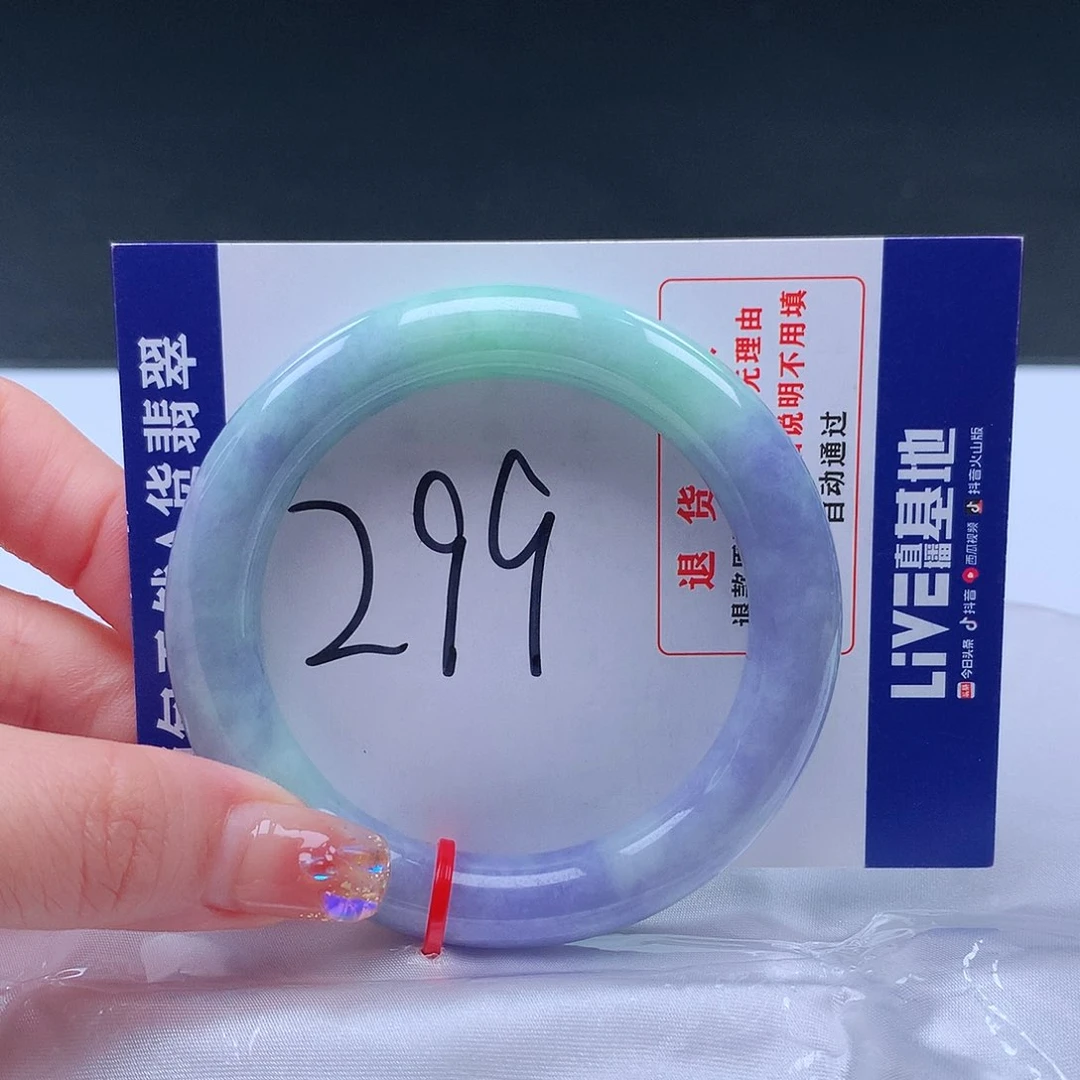 299
货翡翠
退货
无理由
说明不用填
自动通过
LiVE直播基地
今日头条 抖音 西瓜视频 抖音火山版